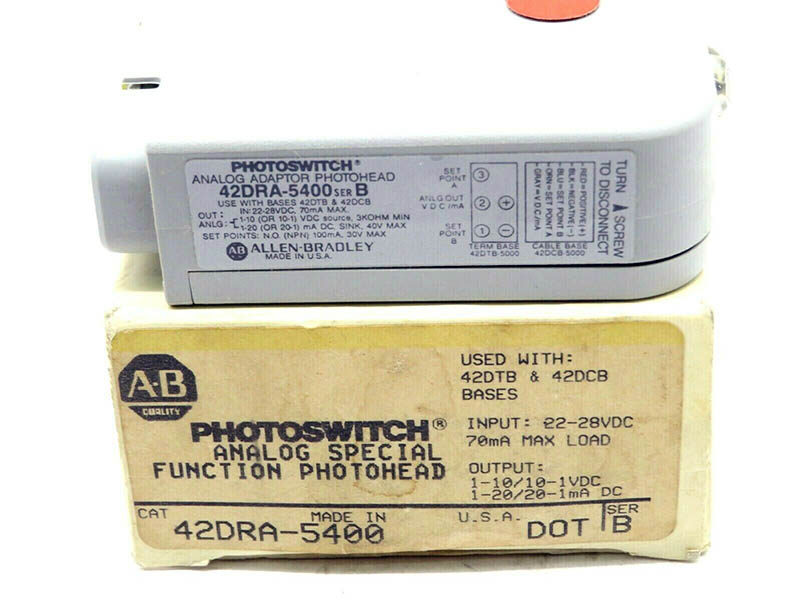 PHOTOSWITCH®
ANALOG ADAPTOR PHOTOHEAD
42DRA-5400 SER B
USE WITH BASES 42DTB & 42DCB
IN: 22-28VDC, 70mA MAX.
OUT: 1-10 (OR 10-1) VDC source, 3KOHM MIN
ANLG: 1-20 (OR 20-1) mA DC, SINK, 40V MAX
SET POINTS: N.O. (NPN) 100mA, 30V MAX
AB ALLEN-BRADLEY
MADE IN U.S.A.
SET POINT A
3
ANLG OUT
VDC/mA
2 +
SET POINT B
1 −
TERM BASE
42DTB-5000
RED=POSITIVE(+)
BLK=NEGATIVE(−)
BLU=SET POINT B
ORN=SET POINT A
GRAY=VDC/mA
CABLE BASE
42DCB-5000
TURN SCREW
TO DISCONNECT
A-B
QUALITY
PHOTOSWITCH®
ANALOG SPECIAL
FUNCTION PHOTOHEAD
USED WITH:
42DTB & 42DCB
BASES
INPUT: 22-28VDC
70mA MAX LOAD
OUTPUT:
1-10/10-1VDC
1-20/20-1mA DC
CAT MADE IN U.S.A. SER
42DRA-5400 DOT B